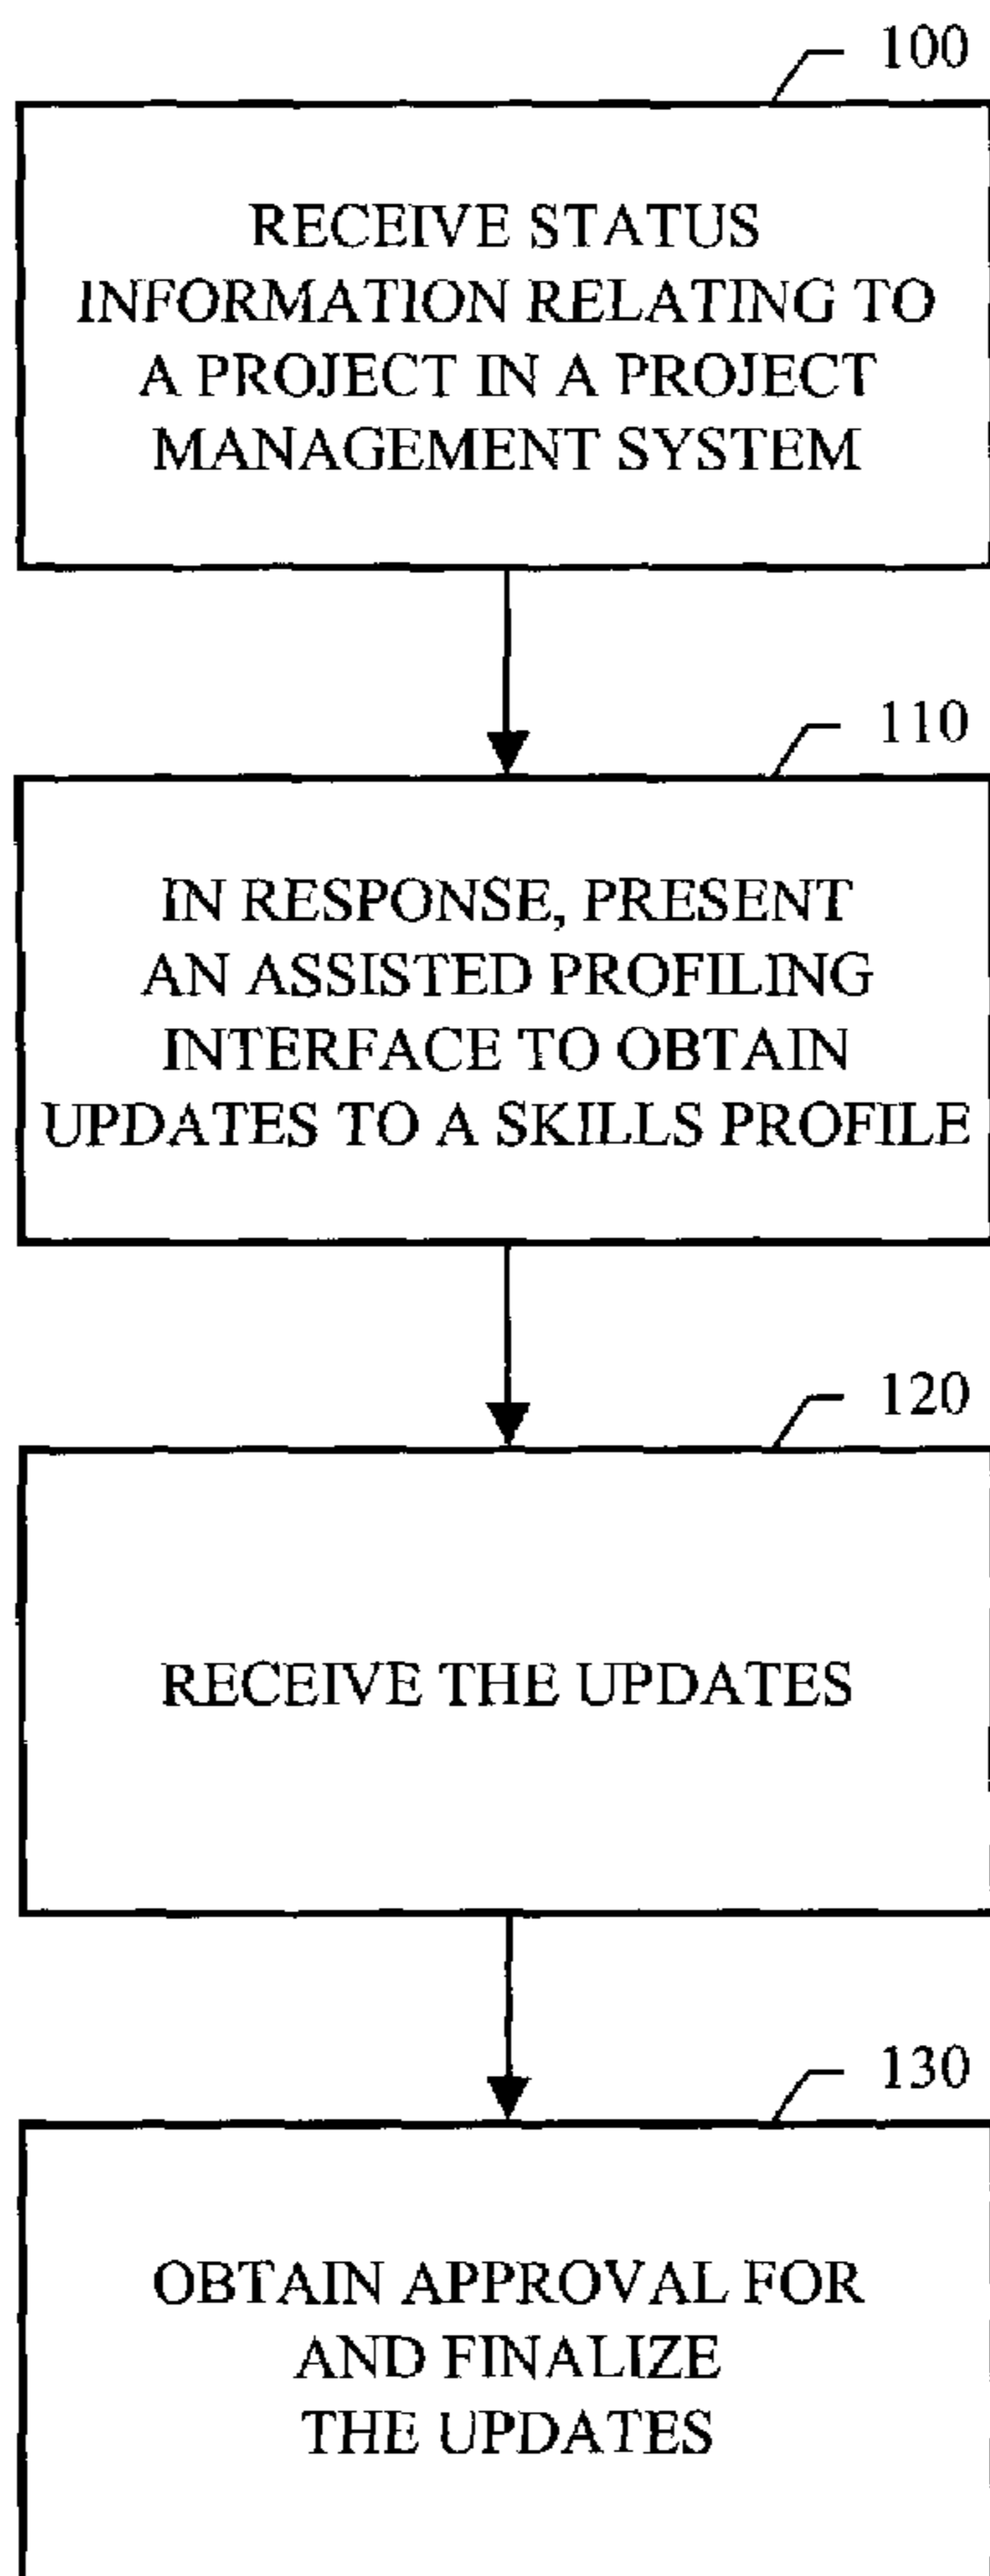 100
RECEIVE STATUS
INFORMATION RELATING TO
A PROJECT IN A PROJECT
MANAGEMENT SYSTEM
110
IN RESPONSE, PRESENT
AN ASSISTED PROFILING
INTERFACE TO OBTAIN
UPDATES TO A SKILLS PROFILE
120
RECEIVE THE UPDATES
130
OBTAIN APPROVAL FOR
AND FINALIZE
THE UPDATES